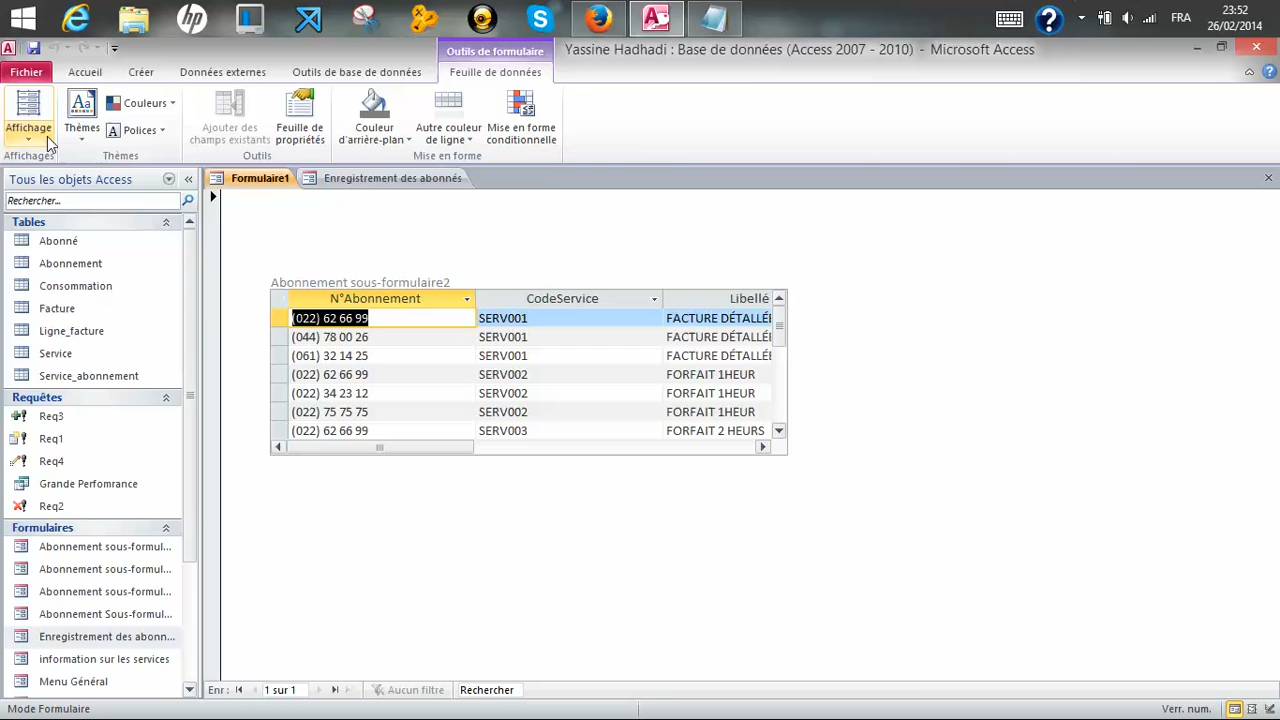 FRA
23:52
26/02/2014
Outils de formulaire
Yassine Hadhadi : Base de données (Access 2007 - 2010) - Microsoft Access
Fichier
Accueil
Créer
Données externes
Outils de base de données
Feuille de données
Affichage
Thèmes
Couleurs
Polices
Ajouter des champs existants
Feuille de propriétés
Couleur d'arrière-plan
Autre couleur de ligne
Mise en forme conditionnelle
Affichages
Thèmes
Outils
Mise en forme
Tous les objets Access
Rechercher...
Tables
Abonné
Abonnement
Consommation
Facture
Ligne_facture
Service
Service_abonnement
Requêtes
Req3
Req1
Req4
Grande Perfomrance
Req2
Formulaires
Abonnement sous-formul...
Abonnement sous-formul...
Abonnement sous-formul...
Abonnement Sous-formul...
Enregistrement des abonn...
information sur les services
Menu Général
Formulaire1
Enregistrement des abonnés
Abonnement sous-formulaire2
N°Abonnement CodeService Libellé
(022) 62 66 99 SERV001 FACTURE DÉTALLÉE
(044) 78 00 26 SERV001 FACTURE DÉTALLÉE
(061) 32 14 25 SERV001 FACTURE DÉTALLÉE
(022) 62 66 99 SERV002 FORFAIT 1HEUR
(022) 34 23 12 SERV002 FORFAIT 1HEUR
(022) 75 75 75 SERV002 FORFAIT 1HEUR
(022) 62 66 99 SERV003 FORFAIT 2 HEURS
Enr : 1 sur 1 Aucun filtre Rechercher
Mode Formulaire
Verr. num.